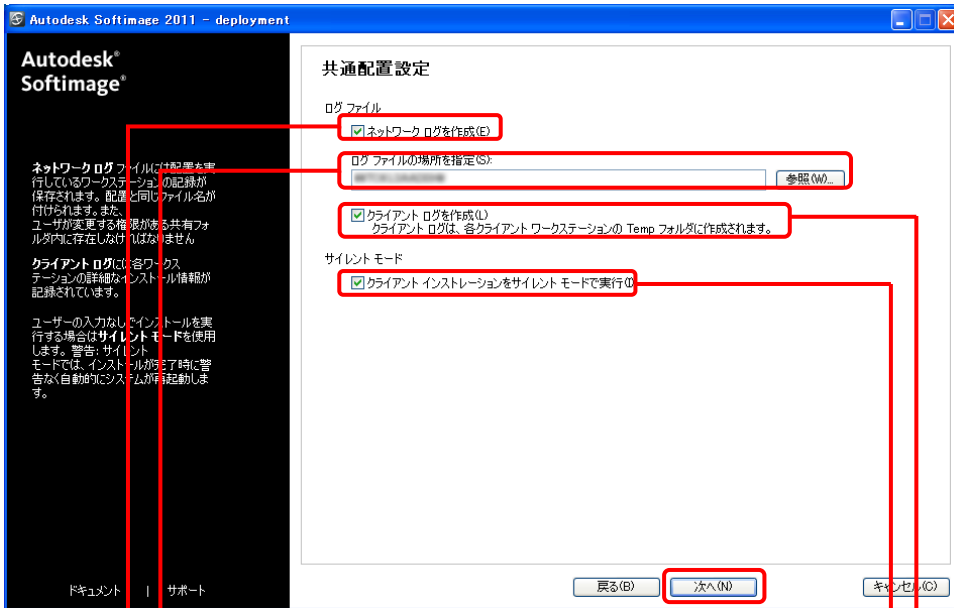 Autodesk Softimage 2011 - deployment
Autodesk®
Softimage®
ネットワーク ログ ファイルには配置を実
行しているワークステーションの記録が
保存されます。配置と同じファイル名が
付けられます。また、
ユーザが変更する権限がある共有フォ
ルダ内に存在しなければなりません
クライアント ログには各ワークス
テーションの詳細なインストール情報が
記録されています。
ユーザーの入力なしでインストールを実
行する場合はサイレント モードを使用
します。警告: サイレント
モードでは、インストールが完了時に警
告なく自動的にシステムが再起動しま
す。
ドキュメント | サポート
共通配置設定
ログ ファイル
ネットワーク ログを作成(E)
ログ ファイルの場所を指定(S):
参照(W)...
クライアント ログを作成(L)
クライアント ログは、各クライアント ワークステーションの Temp フォルダに作成されます。
サイレント モード
クライアント インストレーションをサイレント モードで実行(I)
戻る(B) 次へ(N) キャンセル(C)